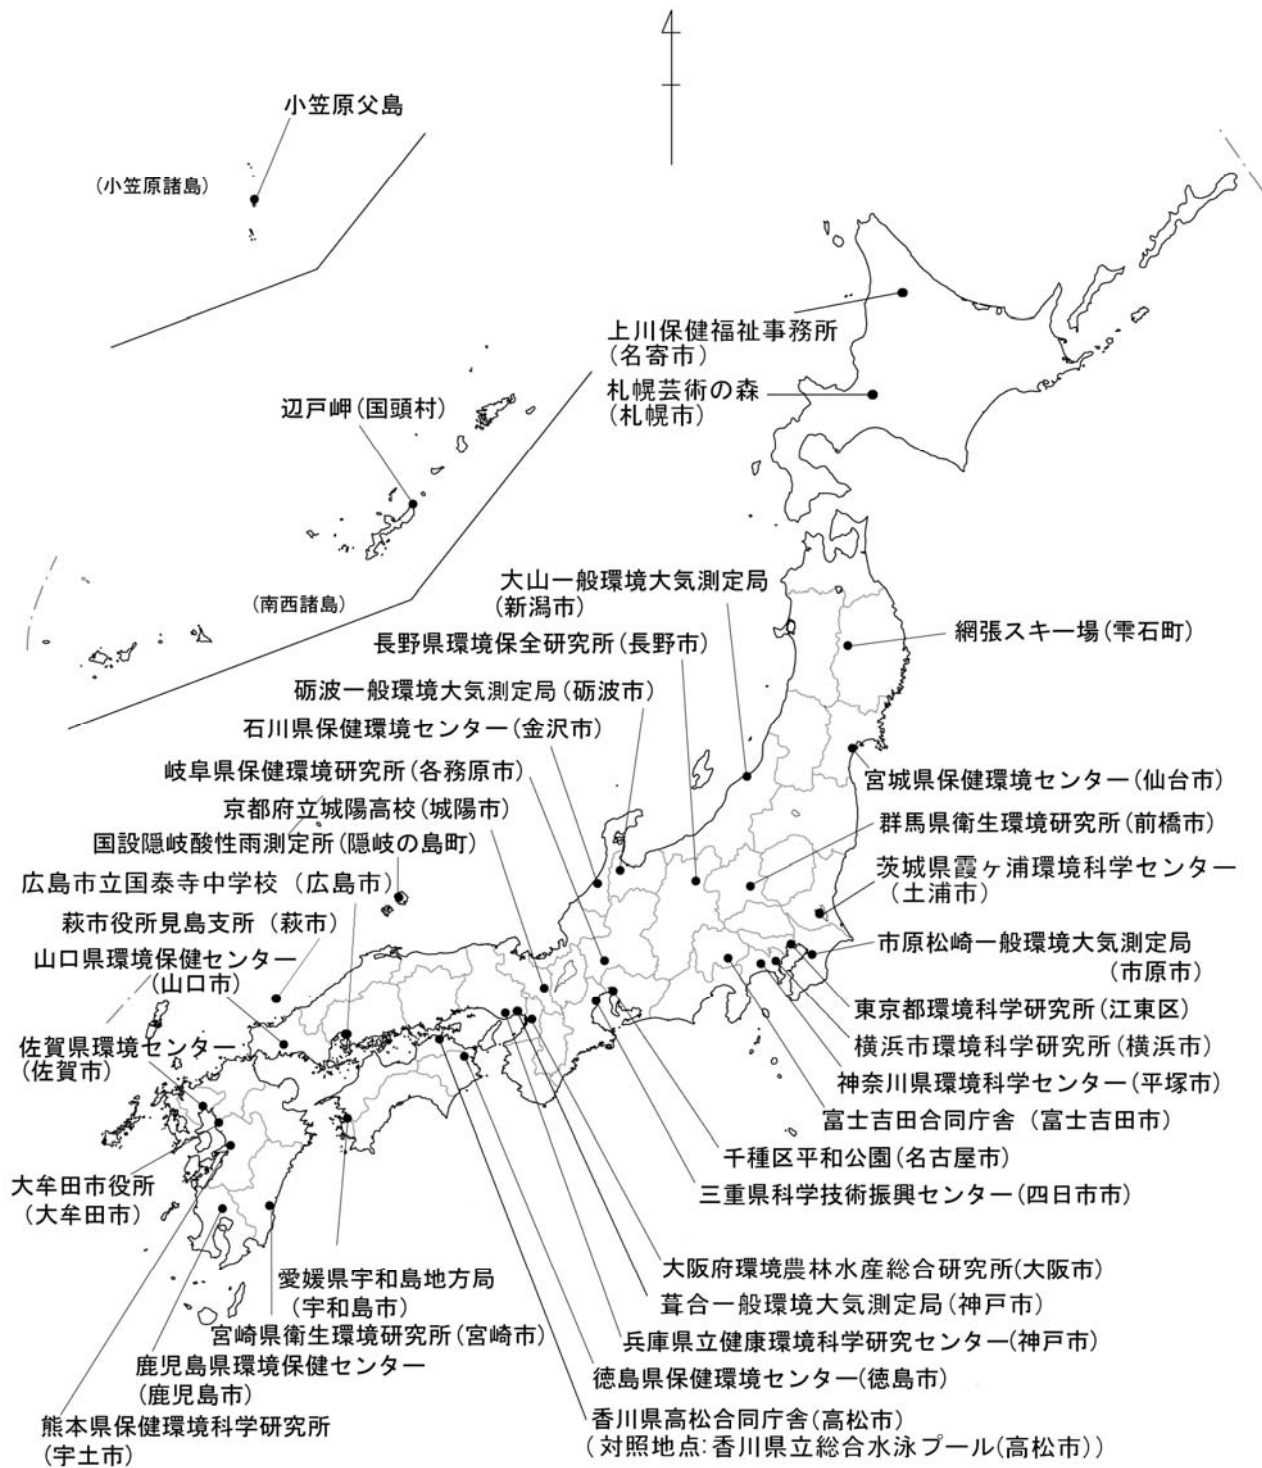 小笠原父島
(小笠原諸島)
上川保健福祉事務所
(名寄市)
札幌芸術の森
(札幌市)
辺戸岬(国頭村)
(南西諸島)
大山一般環境大気測定局
(新潟市)
長野県環境保全研究所(長野市)
砺波一般環境大気測定局(砺波市)
石川県保健環境センター(金沢市)
岐阜県保健環境研究所(各務原市)
京都府立城陽高校(城陽市)
国設隠岐酸性雨測定所(隠岐の島町)
広島市立国泰寺中学校（広島市）
萩市役所見島支所（萩市）
山口県環境保健センター
(山口市)
佐賀県環境センター
(佐賀市)
大牟田市役所
(大牟田市)
網張スキー場(雫石町)
宮城県保健環境センター(仙台市)
群馬県衛生環境研究所(前橋市)
茨城県霞ヶ浦環境科学センター
(土浦市)
市原松崎一般環境大気測定局
(市原市)
東京都環境科学研究所(江東区)
横浜市環境科学研究所(横浜市)
神奈川県環境科学センター(平塚市)
富士吉田合同庁舎（富士吉田市）
千種区平和公園(名古屋市)
三重県科学技術振興センター(四日市市)
大阪府環境農林水産総合研究所(大阪市)
葺合一般環境大気測定局(神戸市)
兵庫県立健康環境科学研究センター(神戸市)
徳島県保健環境センター(徳島市)
香川県高松合同庁舎(高松市)
(対照地点:香川県立総合水泳プール(高松市))
愛媛県宇和島地方局
(宇和島市)
宮崎県衛生環境研究所(宮崎市)
鹿児島県環境保健センター
(鹿児島市)
熊本県保健環境科学研究所
(宇土市)